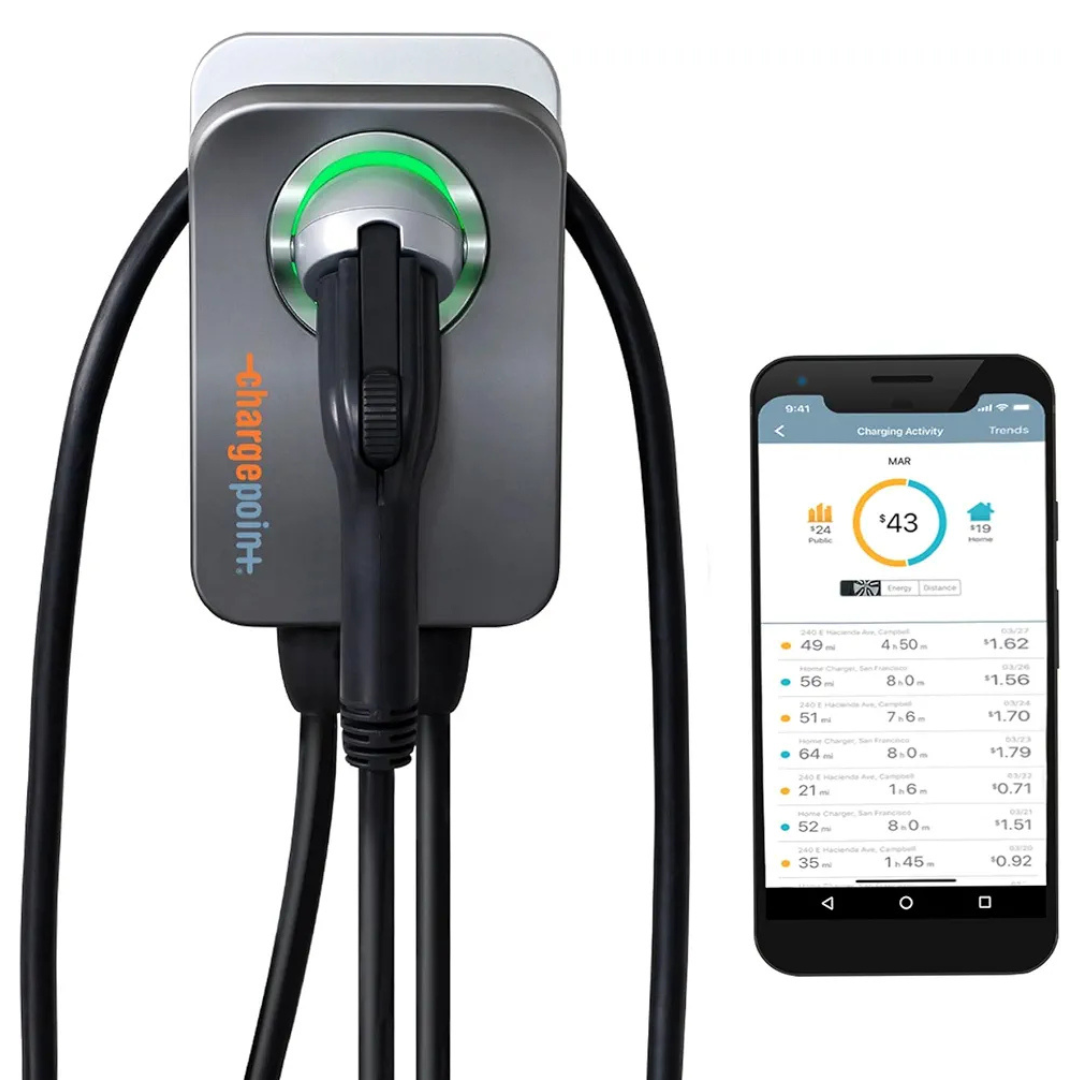 -chargepoin+.
9:41
Charging Activity
Trends
MAR
$24
Public
$43
$19
Home
Energy
Distance
240 E Hacienda Ave, Campbell
03/27
49 mi
4 h 50 m
$1.62
Home Charger, San Francisco
03/26
56 mi
8 h 0 m
$1.56
240 E Hacienda Ave, Campbell
03/24
51 mi
7 h 6 m
$1.70
Home Charger, San Francisco
03/23
64 mi
8 h 0 m
$1.79
240 E Hacienda Ave, Campbell
03/22
21 mi
1 h 6 m
$0.71
Home Charger, San Francisco
03/21
52 mi
8 h 0 m
$1.51
240 E Hacienda Ave, Campbell
03/20
35 mi
1 h 45 m
$0.92